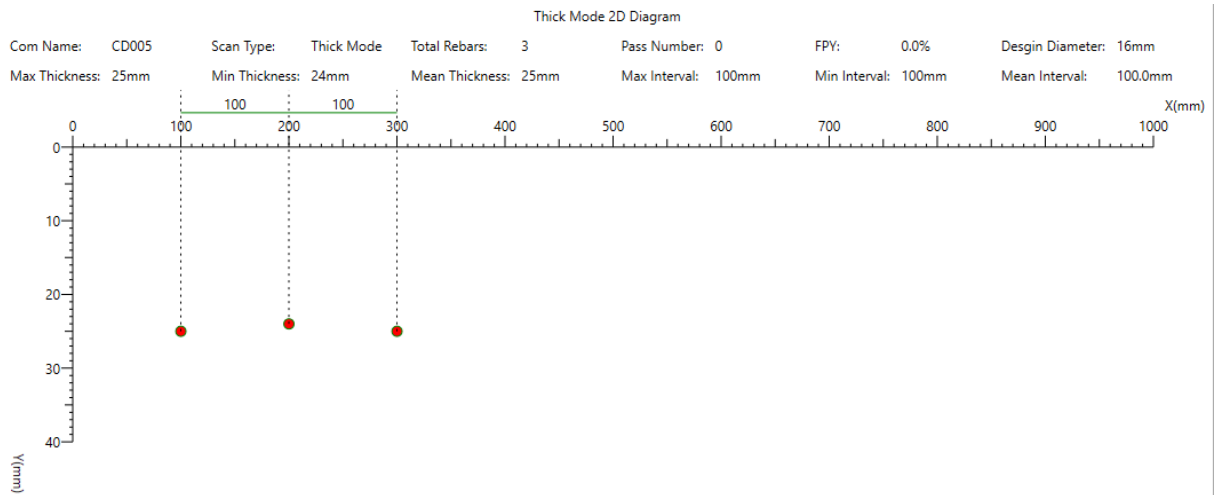 Thick Mode 2D Diagram
Com Name: CD005 Scan Type: Thick Mode Total Rebars: 3 Pass Number: 0 FPY: 0.0% Desgin Diameter: 16mm
Max Thickness: 25mm Min Thickness: 24mm Mean Thickness: 25mm Max Interval: 100mm Min Interval: 100mm Mean Interval: 100.0mm
100 100 X(mm)
0 100 200 300 400 500 600 700 800 900 1000
0
10
20
30
40
Y(mm)